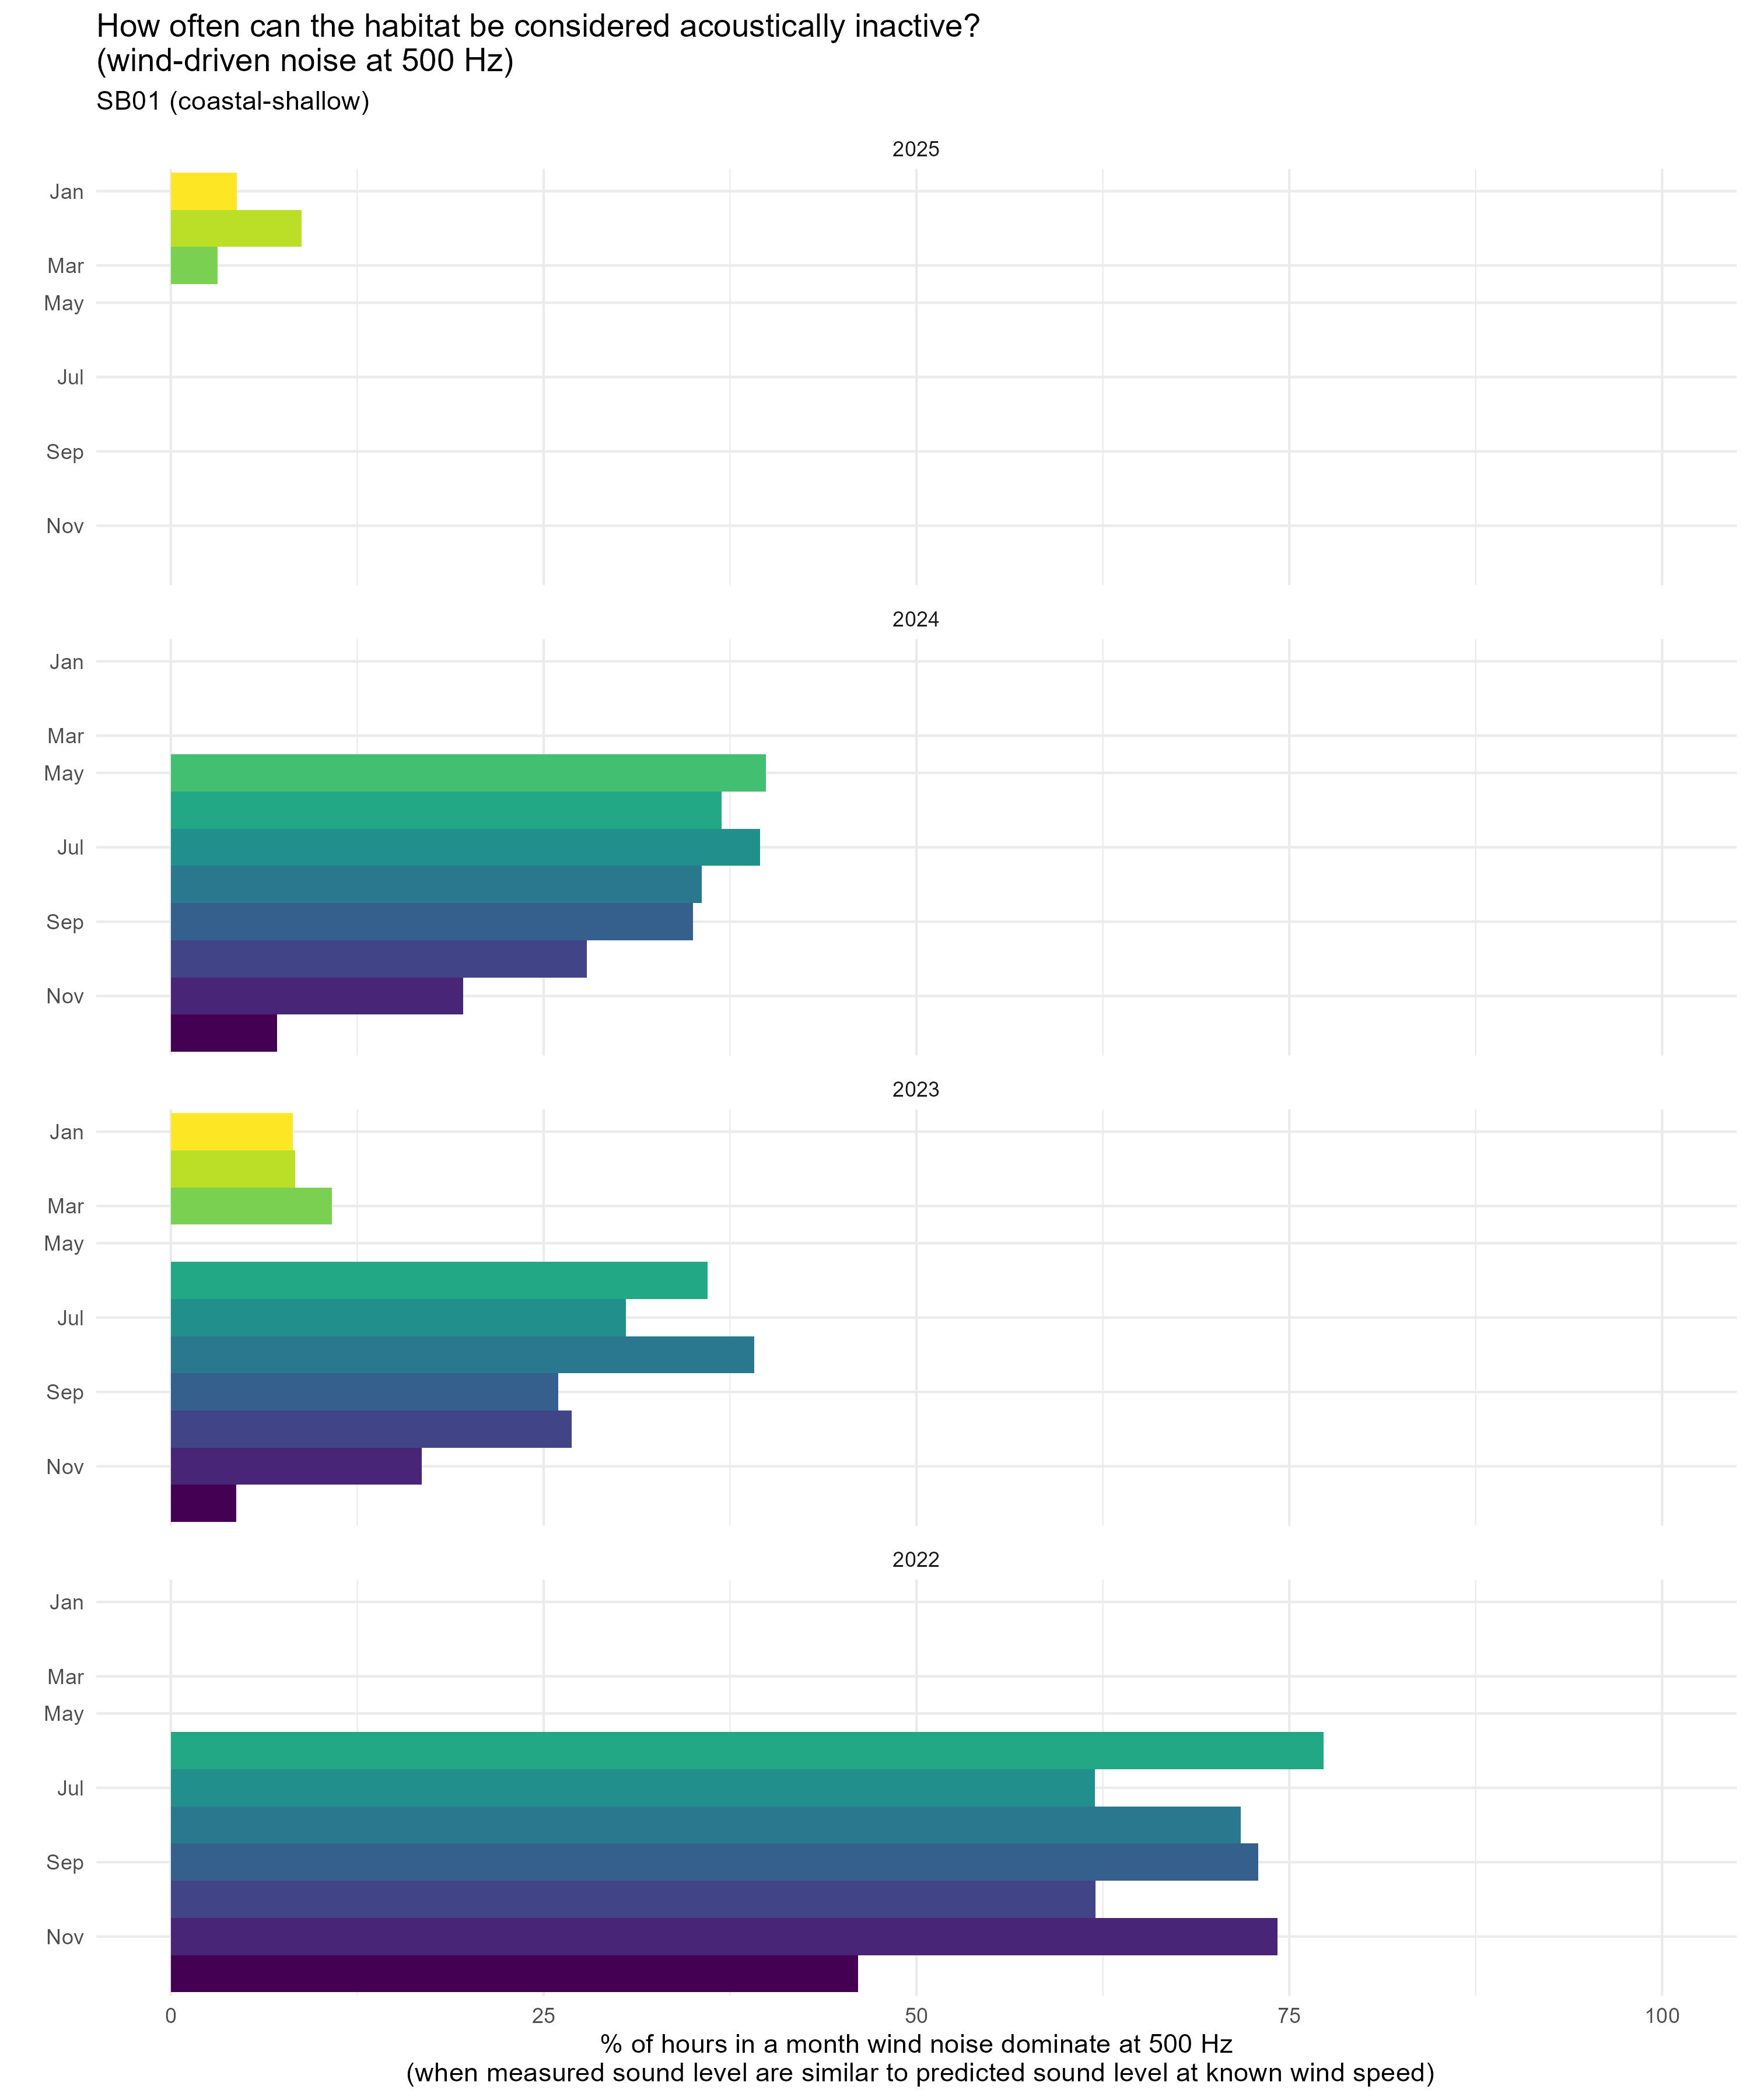 How often can the habitat be considered acoustically inactive?
(wind-driven noise at 500 Hz)
SB01 (coastal-shallow)
2025
Jan
Mar
May
Jul
Sep
Nov
2024
Jan
Mar
May
Jul
Sep
Nov
2023
Jan
Mar
May
Jul
Sep
Nov
2022
Jan
Mar
May
Jul
Sep
Nov
0 25 50 75 100
% of hours in a month wind noise dominate at 500 Hz
(when measured sound level are similar to predicted sound level at known wind speed)